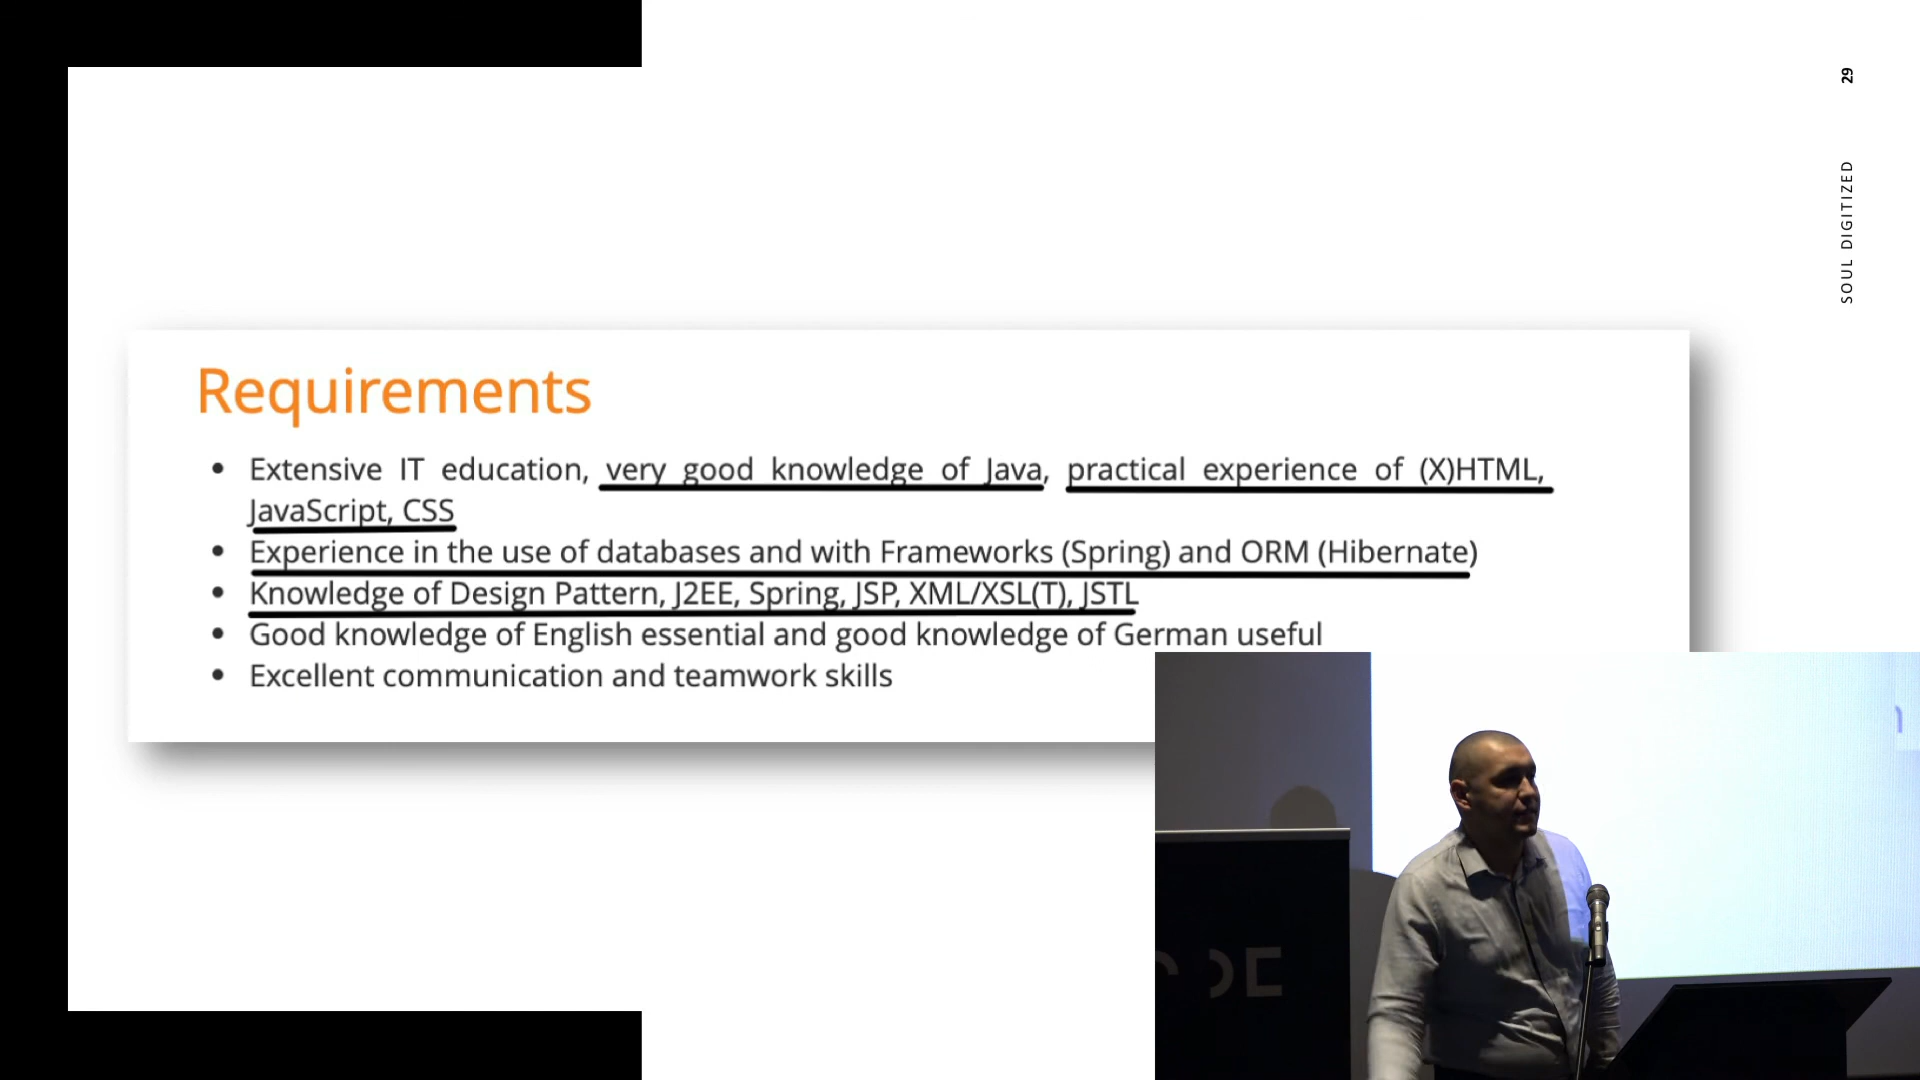 29
SOUL DIGITIZED
Requirements
• Extensive IT education, very good knowledge of Java, practical experience of (X)HTML,
JavaScript, CSS
• Experience in the use of databases and with Frameworks (Spring) and ORM (Hibernate)
• Knowledge of Design Pattern, J2EE, Spring, JSP, XML/XSL(T), JSTL
• Good knowledge of English essential and good knowledge of German useful
• Excellent communication and teamwork skills